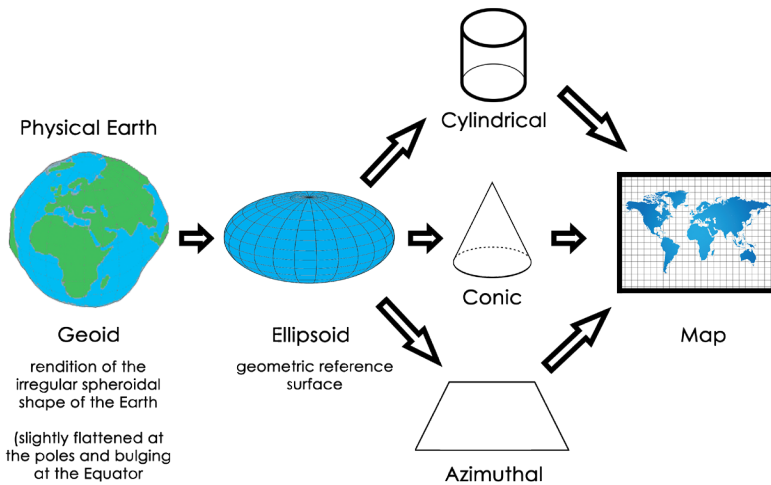 Physical Earth
Geoid
rendition of the
irregular spheroidal
shape of the Earth
(slightly flattened at
the poles and bulging
at the Equator
Ellipsoid
geometric reference
surface
Cylindrical
Conic
Azimuthal
Map